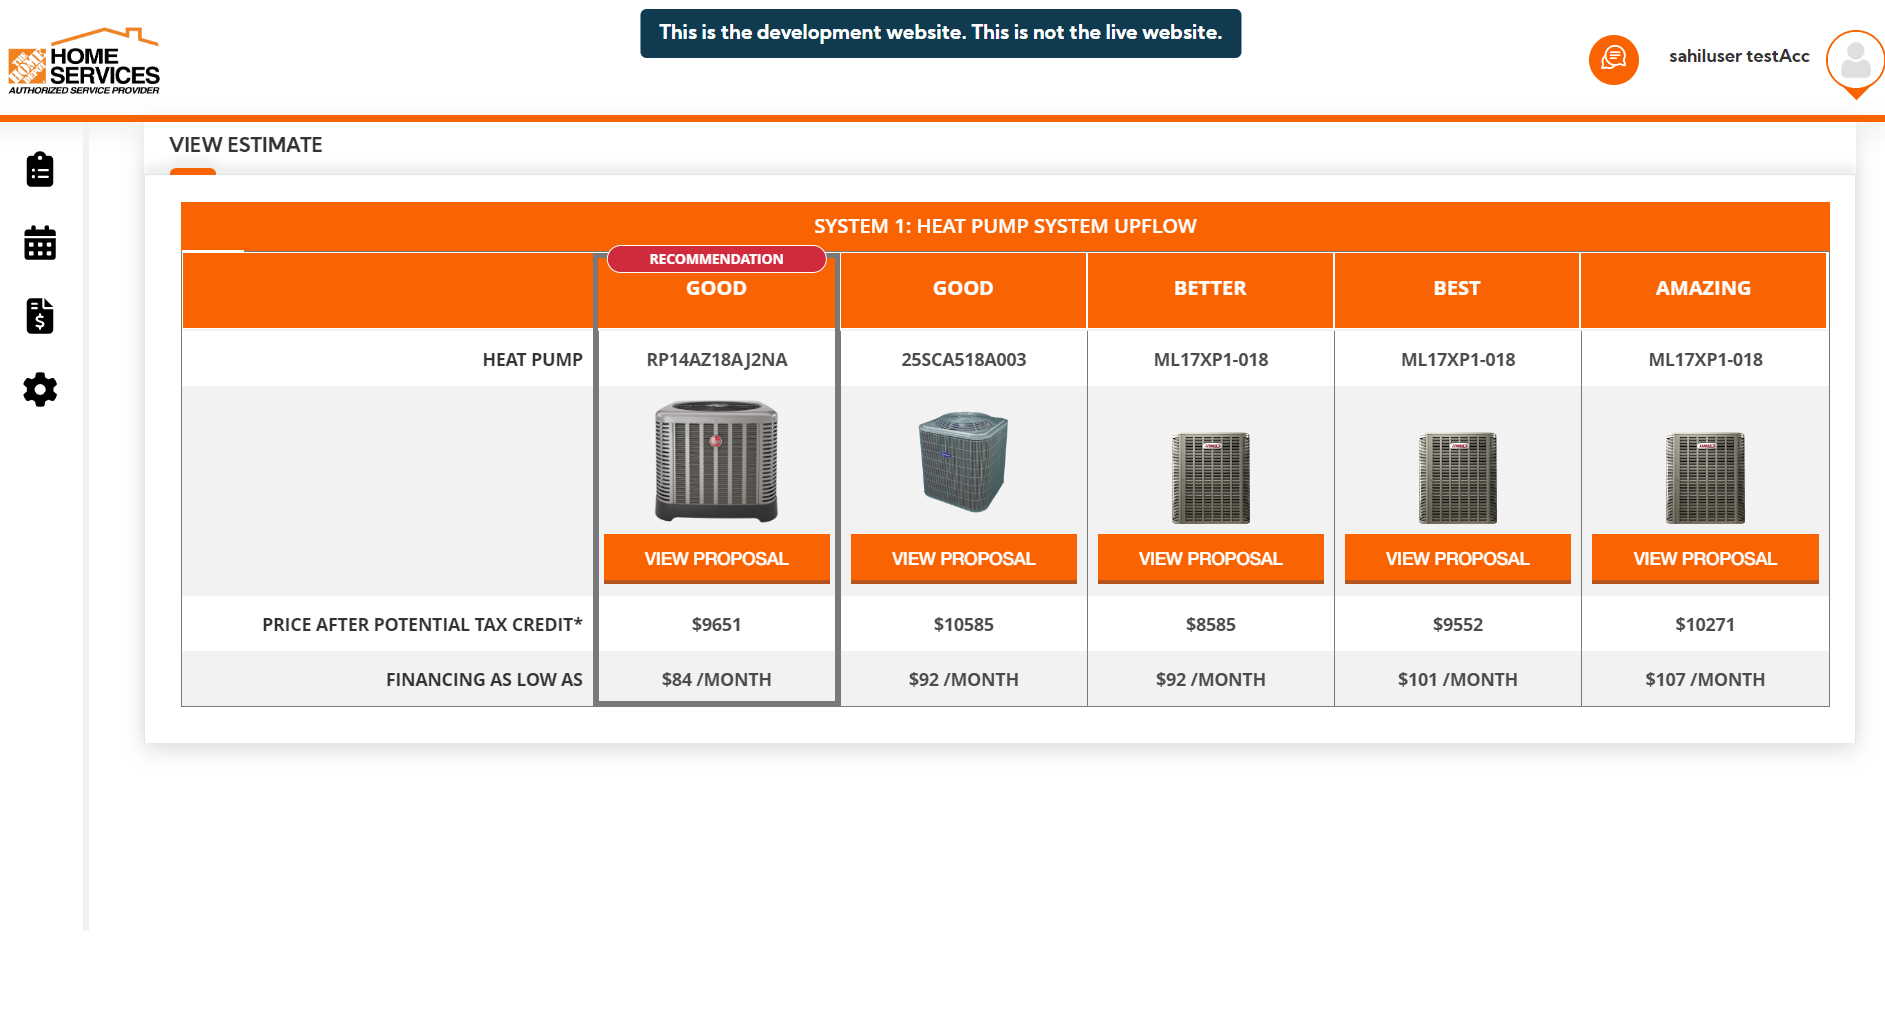 This is the development website. This is not the live website.
THE HOME DEPOT
HOME
SERVICES
AUTHORIZED SERVICE PROVIDER
sahiluser testAcc
VIEW ESTIMATE
SYSTEM 1: HEAT PUMP SYSTEM UPFLOW
RECOMMENDATION
GOOD GOOD BETTER BEST AMAZING
HEAT PUMP RP14AZ18AJ2NA 25SCA518A003 ML17XP1-018 ML17XP1-018 ML17XP1-018
VIEW PROPOSAL VIEW PROPOSAL VIEW PROPOSAL VIEW PROPOSAL VIEW PROPOSAL
PRICE AFTER POTENTIAL TAX CREDIT* $9651 $10585 $8585 $9552 $10271
FINANCING AS LOW AS $84 /MONTH $92 /MONTH $92 /MONTH $101 /MONTH $107 /MONTH